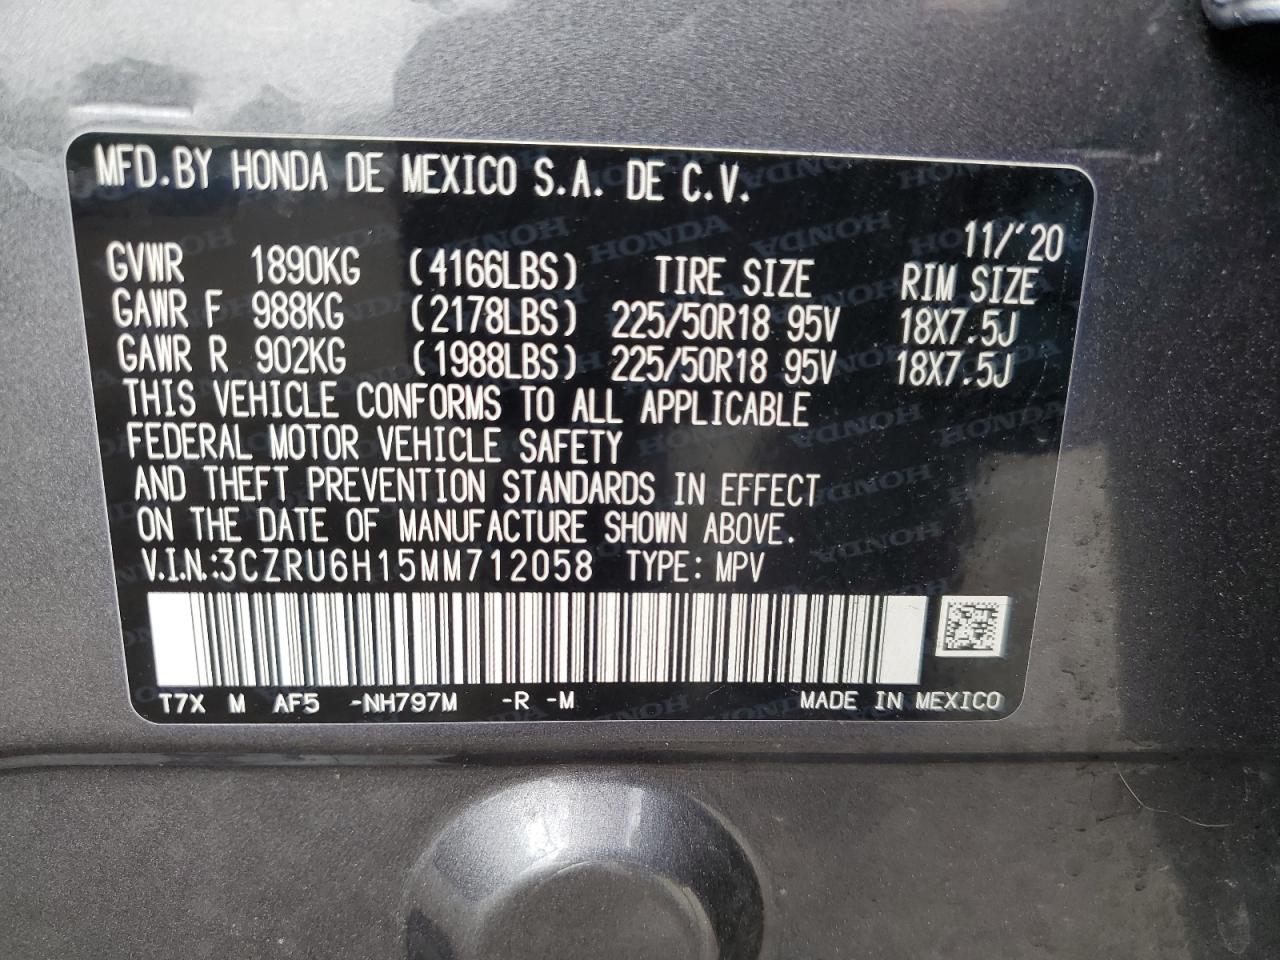 MFD.BY HONDA DE MEXICO S.A. DE C.V.
11/'20
GVWR 1890KG (4166LBS) TIRE SIZE RIM SIZE
GAWR F 988KG (2178LBS) 225/50R18 95V 18X7.5J
GAWR R 902KG (1988LBS) 225/50R18 95V 18X7.5J
THIS VEHICLE CONFORMS TO ALL APPLICABLE
FEDERAL MOTOR VEHICLE SAFETY
AND THEFT PREVENTION STANDARDS IN EFFECT
ON THE DATE OF MANUFACTURE SHOWN ABOVE.
V.I.N.:3CZRU6H15MM712058 TYPE: MPV
T7X M AF5 -NH797M -R -M MADE IN MEXICO